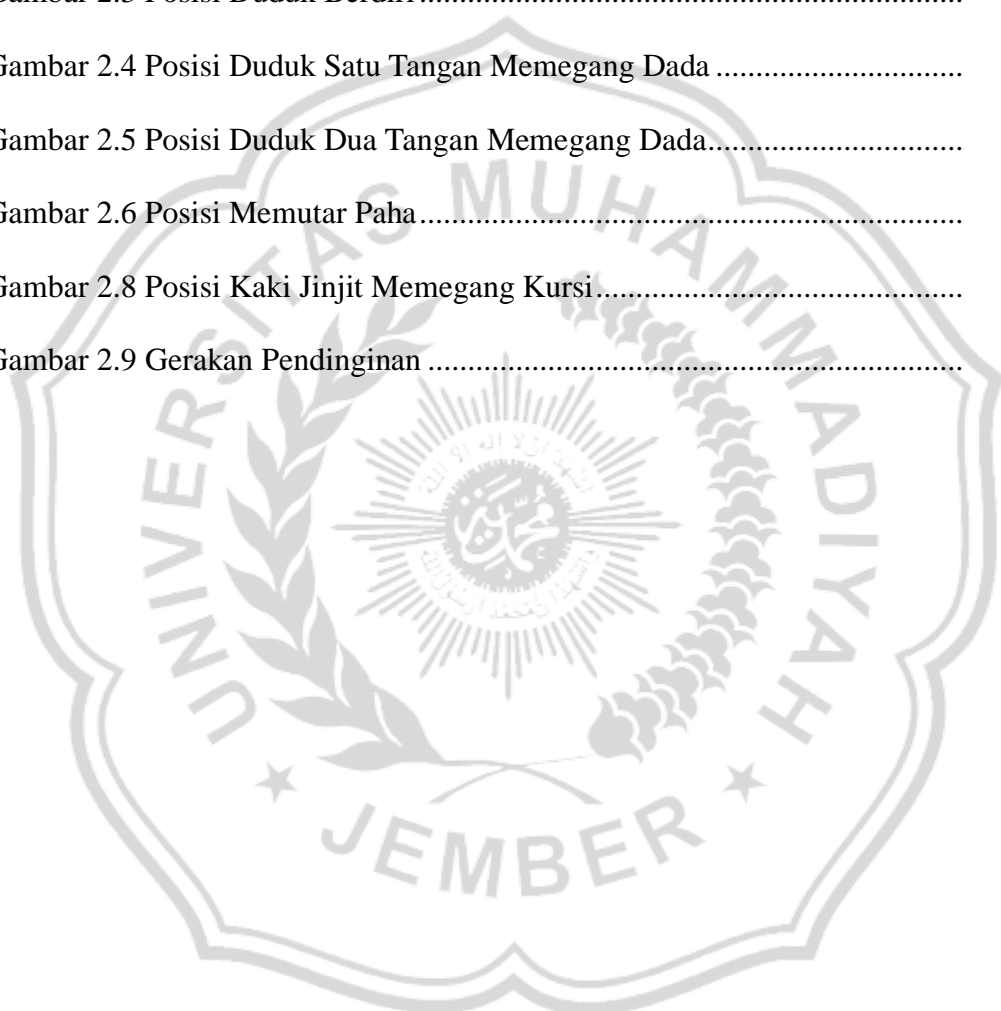 Gambar 2.4 Posisi Duduk Satu Tangan Memegang Dada ..............................
Gambar 2.5 Posisi Duduk Dua Tangan Memegang Dada...............................
Gambar 2.6 Posisi Memutar Paha..................................................................
Gambar 2.8 Posisi Kaki Jinjit Memegang Kursi.............................................
Gambar 2.9 Gerakan Pendinginan .................................................................
UNIVERSITAS MUHAMMADIYAH
JEMBER